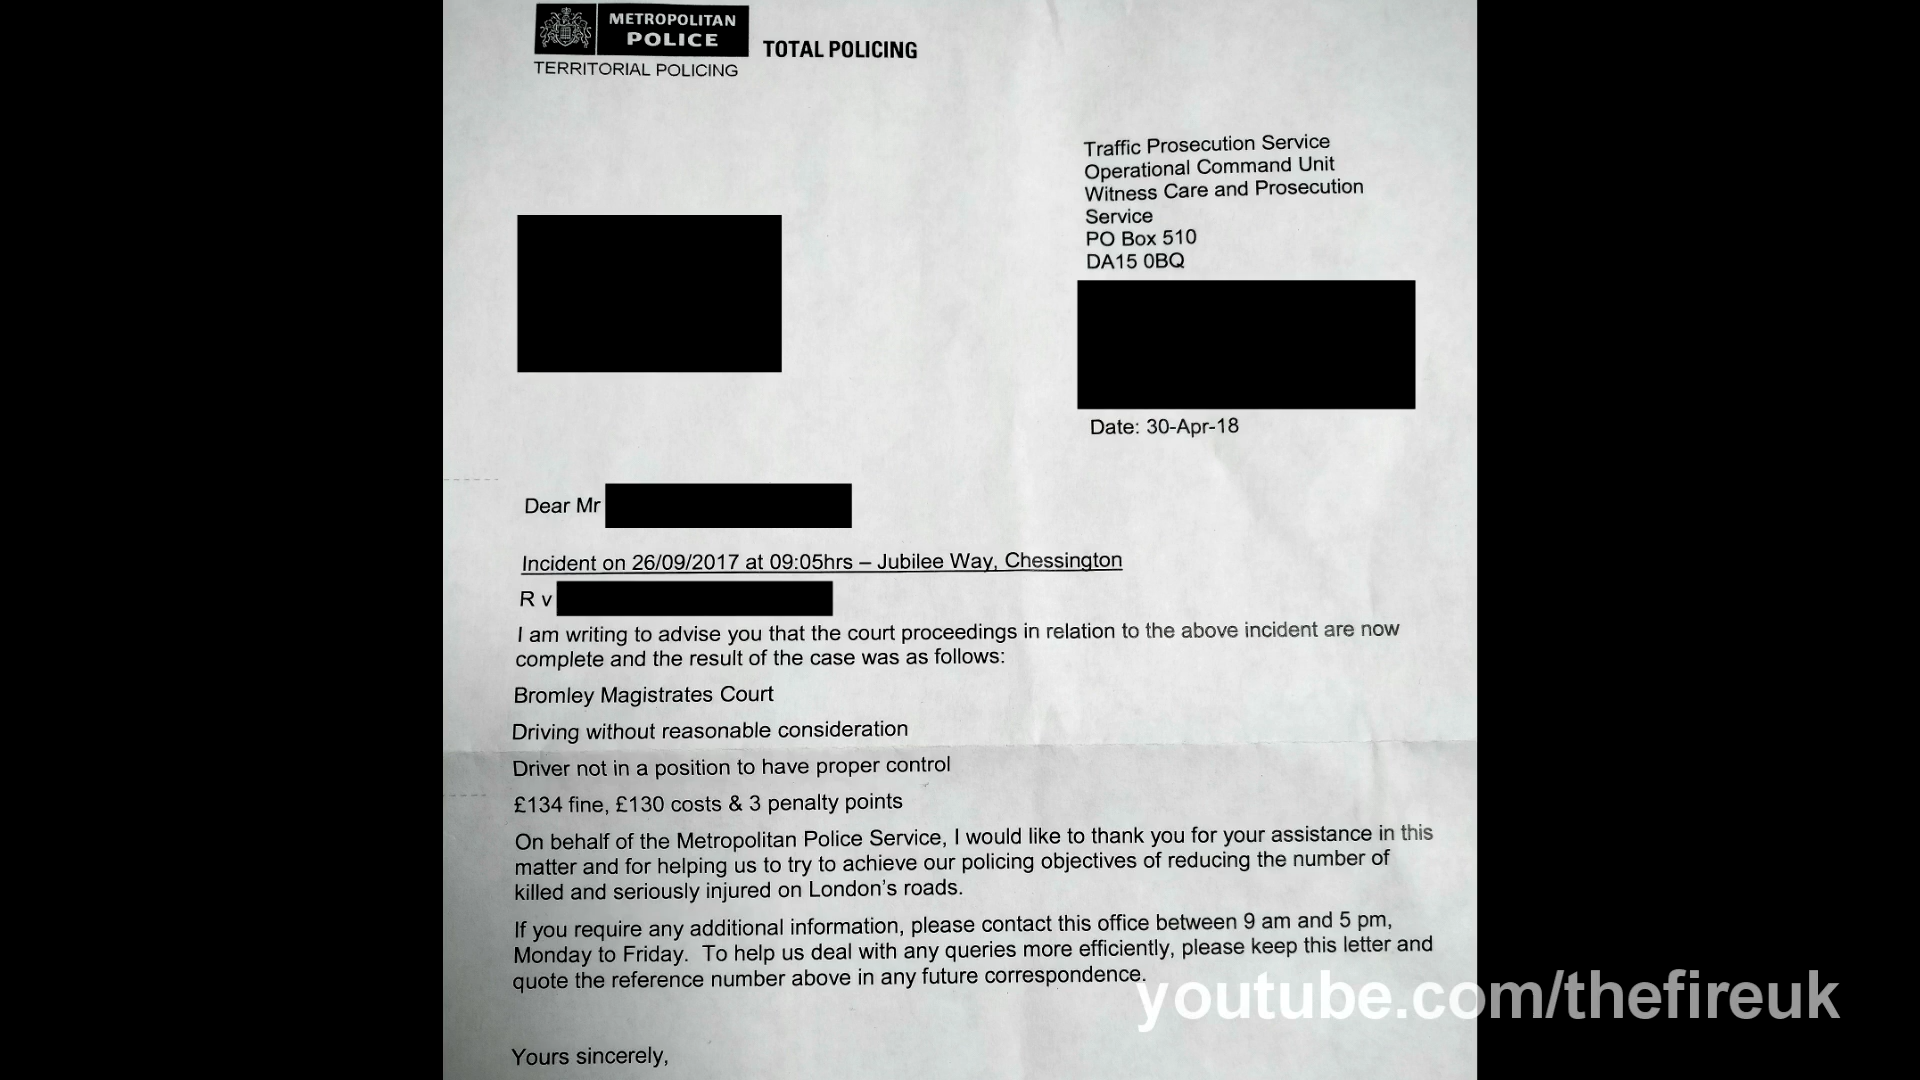 METROPOLITAN
POLICE
TOTAL POLICING
TERRITORIAL POLICING
Traffic Prosecution Service
Operational Command Unit
Witness Care and Prosecution
Service
PO Box 510
DA15 0BQ
Date: 30-Apr-18
Dear Mr
Incident on 26/09/2017 at 09:05hrs – Jubilee Way, Chessington
R v
I am writing to advise you that the court proceedings in relation to the above incident are now
complete and the result of the case was as follows:
Bromley Magistrates Court
Driving without reasonable consideration
Driver not in a position to have proper control
£134 fine, £130 costs & 3 penalty points
On behalf of the Metropolitan Police Service, I would like to thank you for your assistance in this
matter and for helping us to try to achieve our policing objectives of reducing the number of
killed and seriously injured on London's roads.
If you require any additional information, please contact this office between 9 am and 5 pm,
Monday to Friday. To help us deal with any queries more efficiently, please keep this letter and
quote the reference number above in any future correspondence.
youtube.com/thefireuk
Yours sincerely,